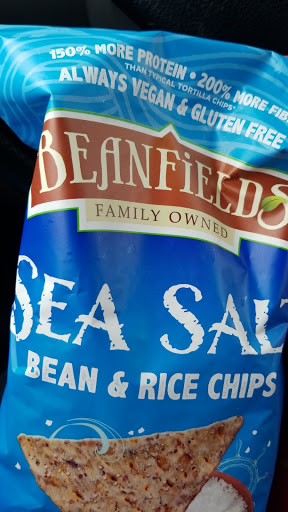 150% MORE PROTEIN • 200% MORE FIB
THAN TYPICAL TORTILLA CHIPS*
ALWAYS VEGAN & GLUTEN FREE
BEANFIELDS
FAMILY OWNED
SEA SAL
BEAN & RICE CHIPS